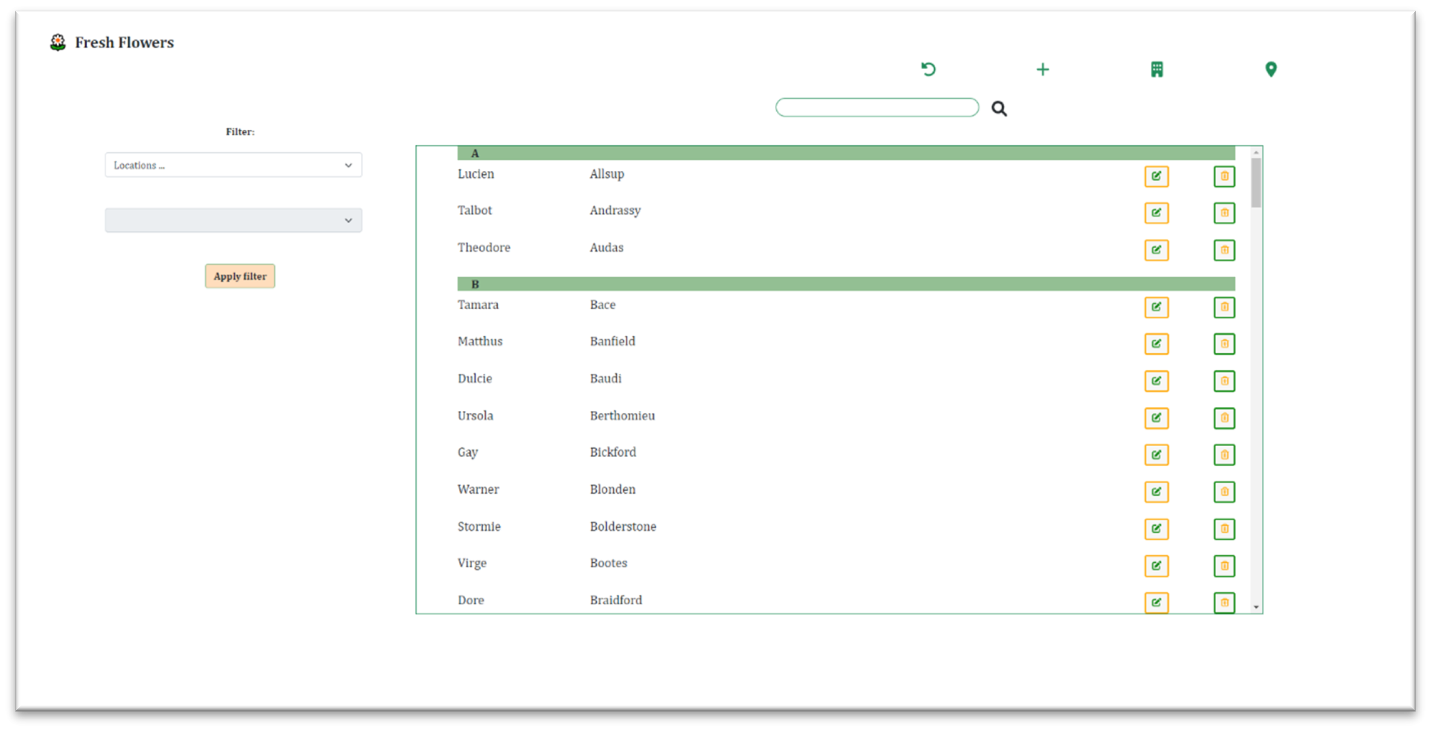 Fresh Flowers
Filter:
Locations ...
Apply filter
A
Lucien Allsup
Talbot Andrassy
Theodore Audas
B
Tamara Bace
Matthus Banfield
Dulcie Baudi
Ursola Berthomieu
Gay Bickford
Warner Blonden
Stormie Bolderstone
Virge Bootes
Dore Braidford